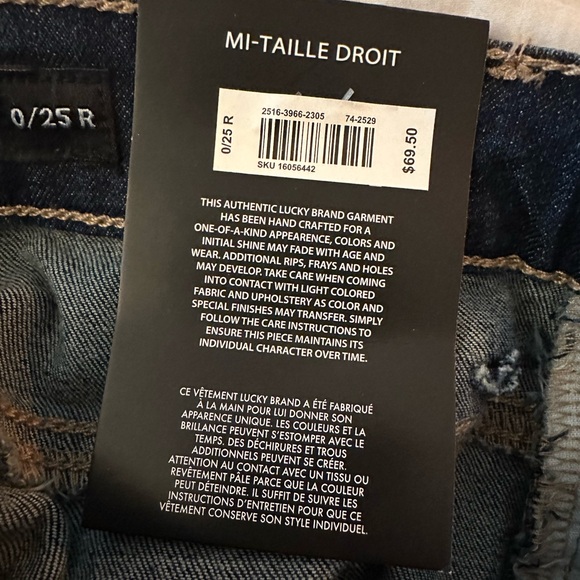 MI-TAILLE DROIT
0/25 R
2516-3966-2305 74-2529
SKU 16056442
$69.50
0/25 R
THIS AUTHENTIC LUCKY BRAND GARMENT
HAS BEEN HAND CRAFTED FOR A
ONE-OF-A-KIND APPEARENCE, COLORS AND
INITIAL SHINE MAY FADE WITH AGE AND
WEAR. ADDITIONAL RIPS, FRAYS AND HOLES
MAY DEVELOP. TAKE CARE WHEN COMING
INTO CONTACT WITH LIGHT COLORED
FABRIC AND UPHOLSTERY AS COLOR AND
SPECIAL FINISHES MAY TRANSFER. SIMPLY
FOLLOW THE CARE INSTRUCTIONS TO
ENSURE THIS PIECE MAINTAINS ITS
INDIVIDUAL CHARACTER OVER TIME.
CE VÊTEMENT LUCKY BRAND A ÉTÉ FABRIQUÉ
À LA MAIN POUR LUI DONNER SON
APPARENCE UNIQUE. LES COULEURS ET LA
BRILLANCE PEUVENT S'ESTOMPER AVEC LE
TEMPS. DES DÉCHIRURES ET TROUS
ADDITIONNELS PEUVENT SE CRÉER.
ATTENTION AU CONTACT AVEC UN TISSU OU
REVÊTEMENT PÂLE PARCE QUE LA COULEUR
PEUT DÉTEINDRE. IL SUFFIT DE SUIVRE LES
INSTRUCTIONS D'ENTRETIEN POUR QUE CE
VÊTEMENT CONSERVE SON STYLE INDIVIDUEL.